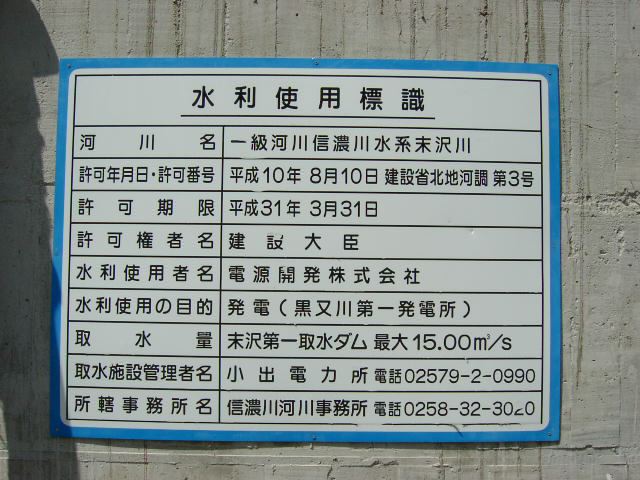 水利使用標識
河川名 一級河川信濃川水系末沢川
許可年月日・許可番号 平成10年 8月10日 建設省北地河調 第3号
許可期限 平成31年 3月31日
許可権者名 建設大臣
水利使用者名 電源開発株式会社
水利使用の目的 発電(黒又川第一発電所)
取水量 末沢第一取水ダム 最大15.00m³/s
取水施設管理者名 小出電力所 電話02579-2-0990
所轄事務所名 信濃川河川事務所 電話0258-32-3020